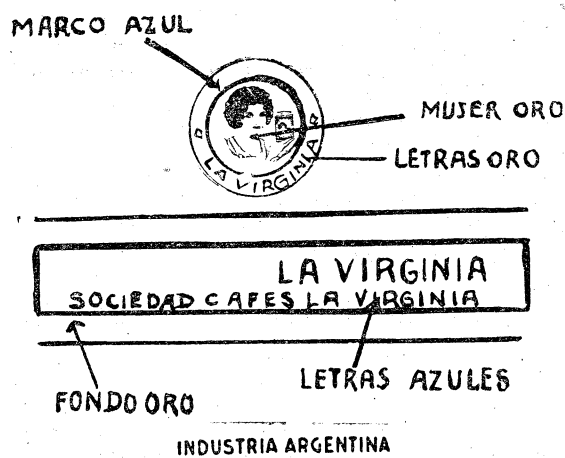 MARCO AZUL
MUJER ORO
LETRAS ORO
LA VIRGINIA
LA VIRGINIA
SOCIEDAD CAFES LA VIRGINIA
LETRAS AZULES
FONDO ORO
INDUSTRIA ARGENTINA